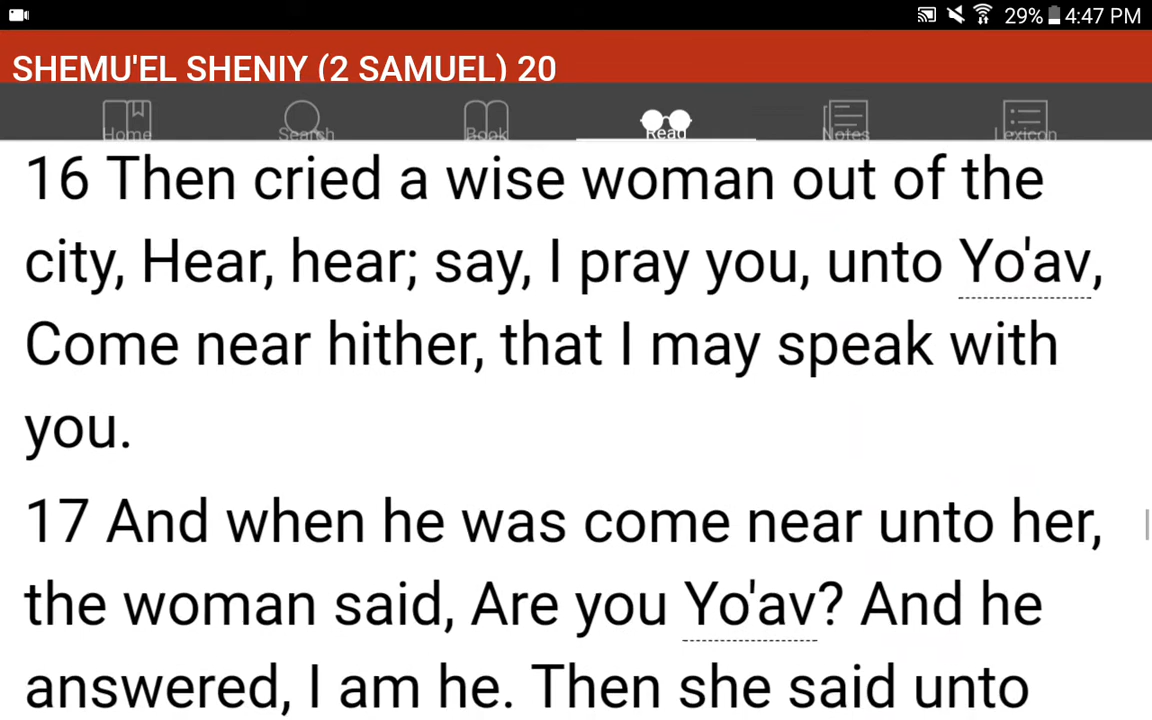 29% 4:47 PM
SHEMU'EL SHENIY (2 SAMUEL) 20
Home Search Book Read Notes Lexicon
16 Then cried a wise woman out of the
city, Hear, hear; say, I pray you, unto Yo'av,
Come near hither, that I may speak with
you.
17 And when he was come near unto her,
the woman said, Are you Yo'av? And he
answered, I am he. Then she said unto